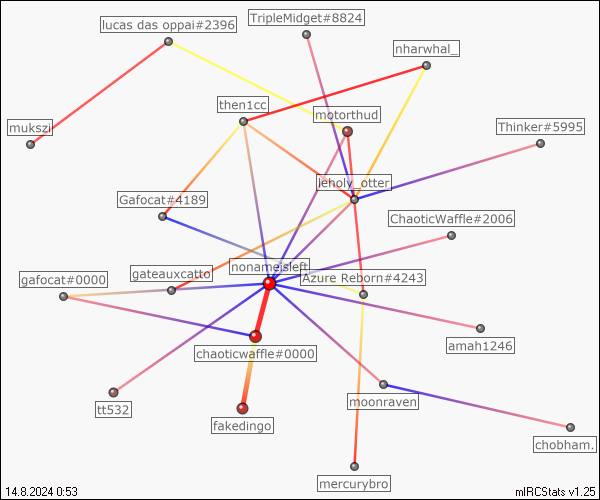 TripleMidget#8824
lucas das oppai#2396
nharwhal_
then1cc
motorthud
mukszi
Thinker#5995
leholy_otter
Gafocat#4189
ChaoticWaffle#2006
nonameisleft
gateauxcatto
gafocat#0000
Azure Reborn#4243
amah1246
chaoticwaffle#0000
moonraven
tt532
fakedingo
chobham.
mercurybro
14.8.2024 0:53
mIRCStats v1.25